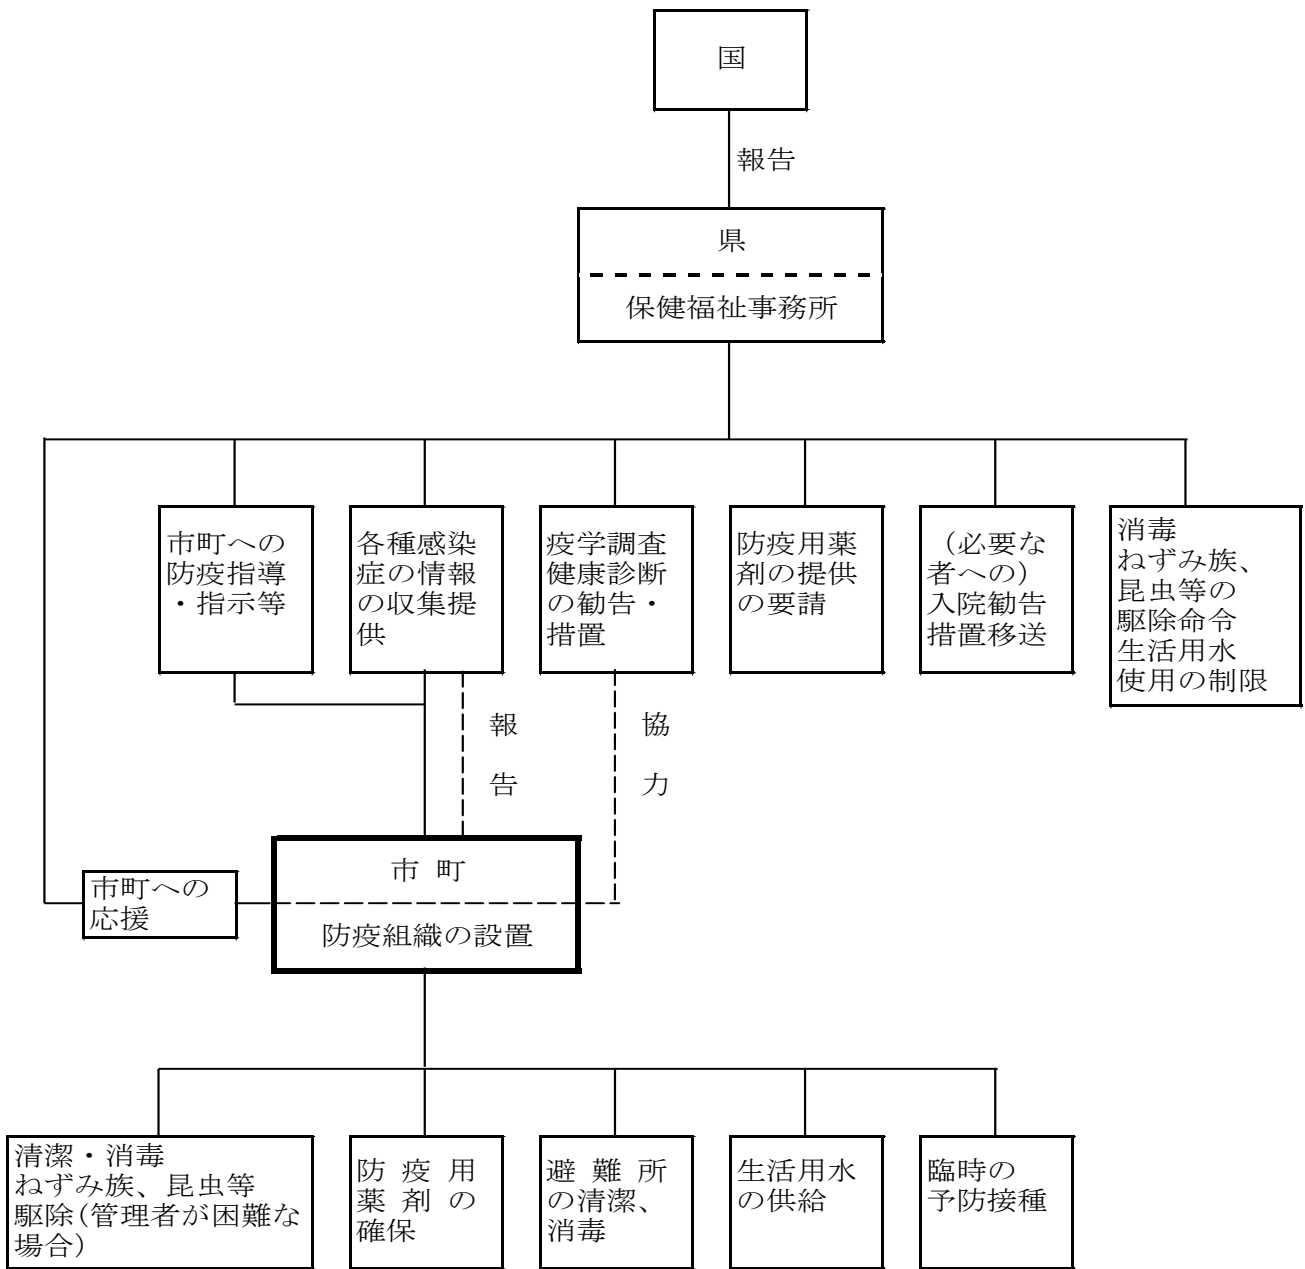 国
報告
県
保健福祉事務所
市町への
防疫指導
・指示等
各種感染
症の情報
の収集提
供
疫学調査
健康診断
の勧告・
措置
防疫用薬
剤の提供
の要請
（必要な
者への）
入院勧告
措置移送
消毒
ねずみ族、
昆虫等の
駆除命令
生活用水
使用の制限
報
告
協
力
市町への
応援
市 町
防疫組織の設置
清潔・消毒
ねずみ族、昆虫等
駆除(管理者が困難な
場合)
防 疫 用
薬 剤 の
確保
避 難 所
の清潔、
消毒
生活用水
の供給
臨時の
予防接種